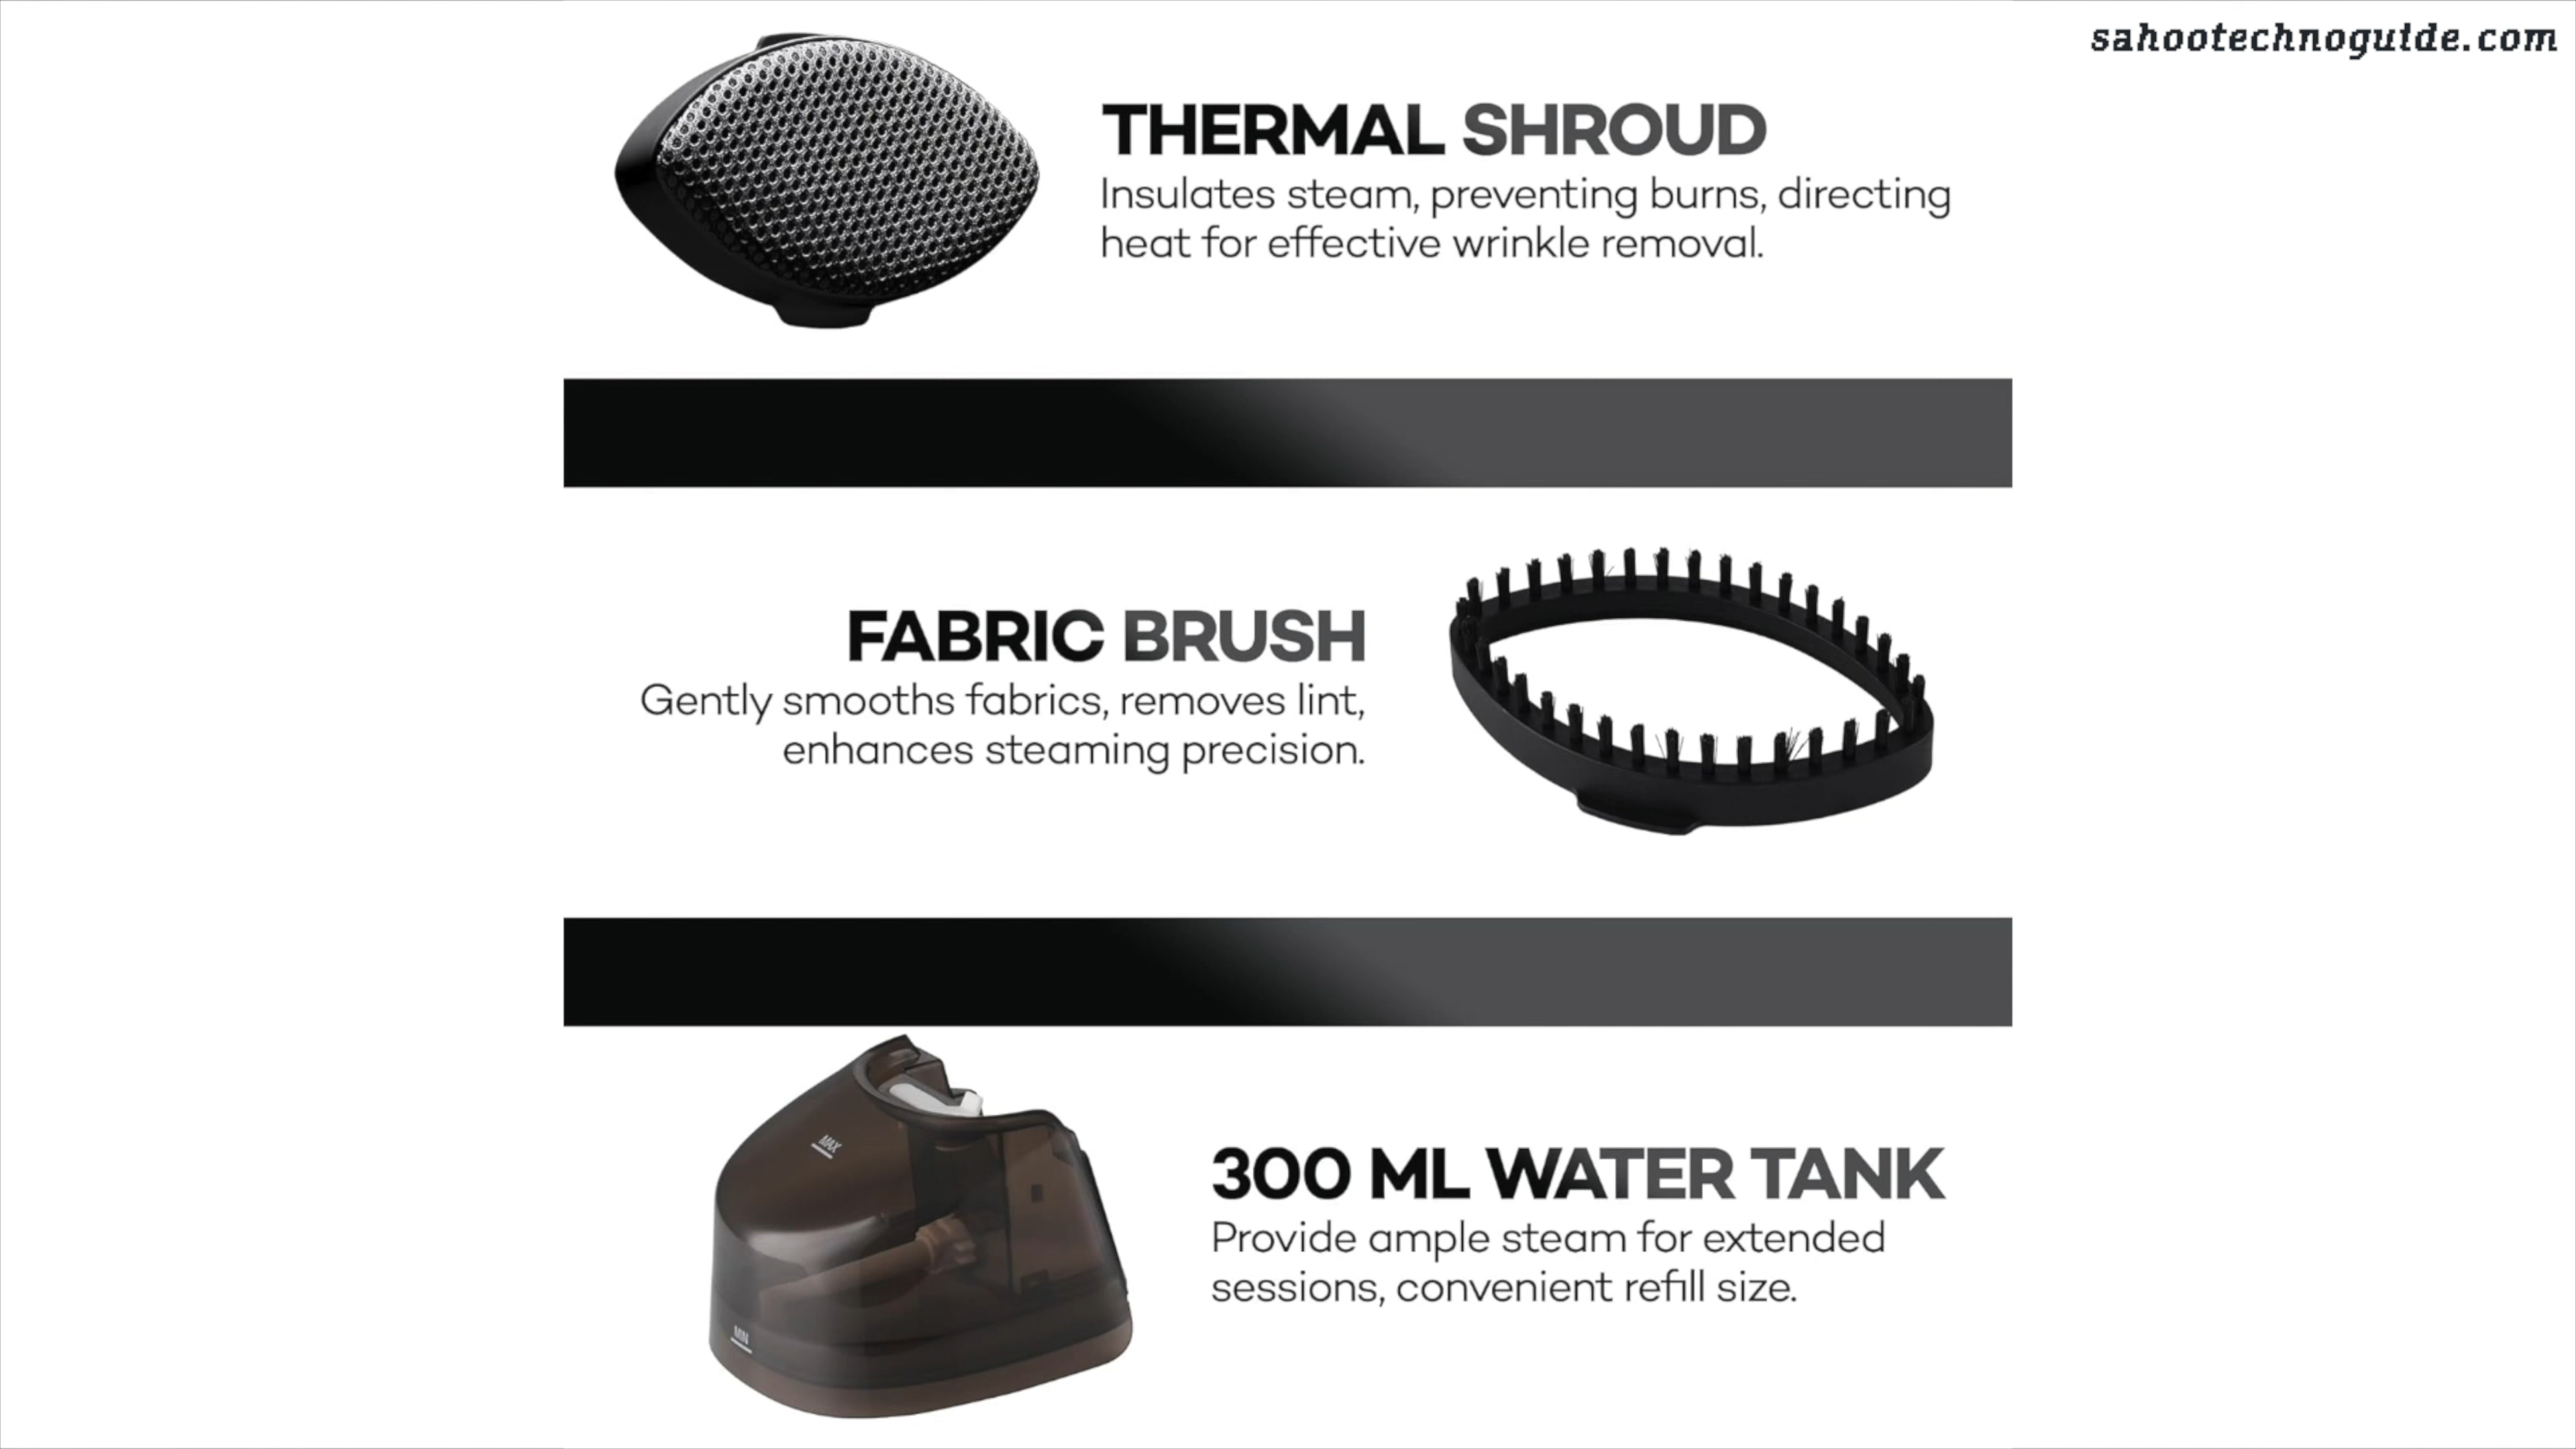 sahootechnoguide.com
THERMAL SHROUD
Insulates steam, preventing burns, directing
heat for effective wrinkle removal.
FABRIC BRUSH
Gently smooths fabrics, removes lint,
enhances steaming precision.
MAX
300 ML WATER TANK
Provide ample steam for extended
sessions, convenient refill size.
MIN